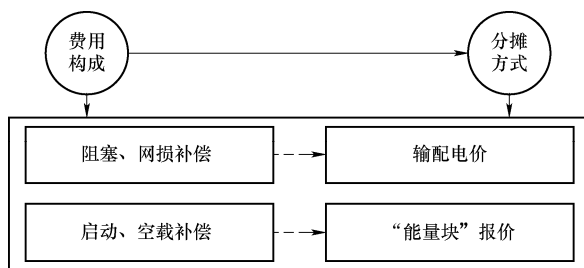 费用
构成
分摊
方式
阻塞、网损补偿
输配电价
启动、空载补偿
“能量块”报价